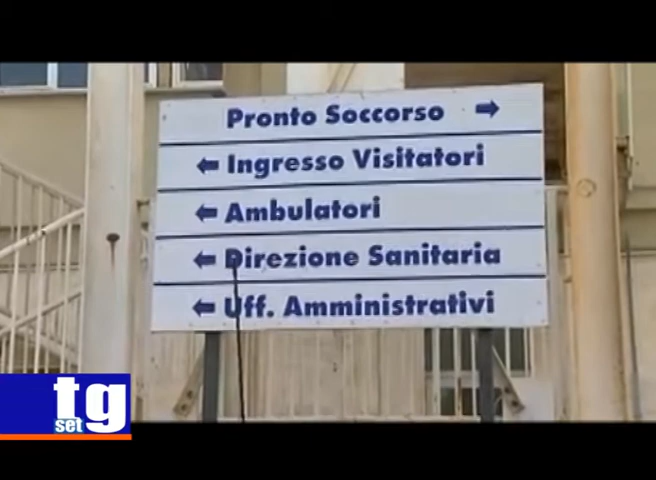 Pronto Soccorso →
← Ingresso Visitatori
← Ambulatori
← Direzione Sanitaria
← Uff. Amministrativi
tg
set